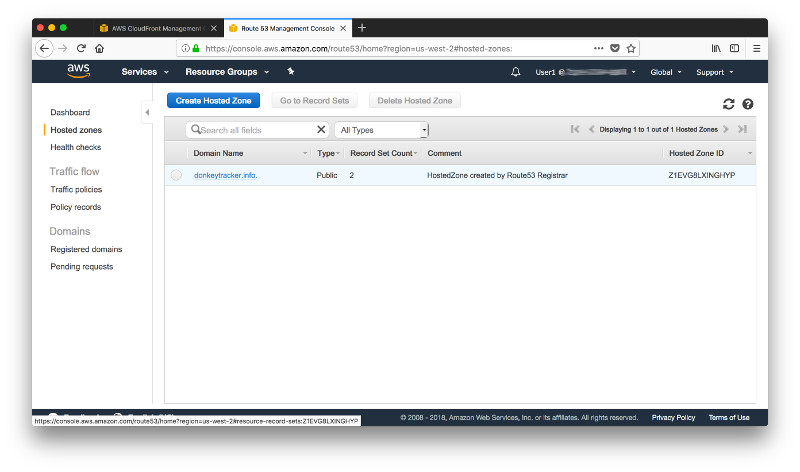 AWS CloudFront Management C
Route 53 Management Console
https://console.aws.amazon.com/route53/home?region=us-west-2#hosted-zones:
aws
Services
Resource Groups
User1 @
Global
Support
Dashboard
Hosted zones
Health checks
Traffic flow
Traffic policies
Policy records
Domains
Registered domains
Pending requests
Create Hosted Zone
Go to Record Sets
Delete Hosted Zone
Search all fields
All Types
Displaying 1 to 1 out of 1 Hosted Zones
Domain Name Type Record Set Count Comment Hosted Zone ID
donkeytracker.info. Public 2 HostedZone created by Route53 Registrar Z1EVG8LXINGHYP
© 2008 - 2018, Amazon Web Services, Inc. or its affiliates. All rights reserved. Privacy Policy Terms of Use
https://console.aws.amazon.com/route53/home?region=us-west-2#resource-record-sets:Z1EVG8LXINGHYP